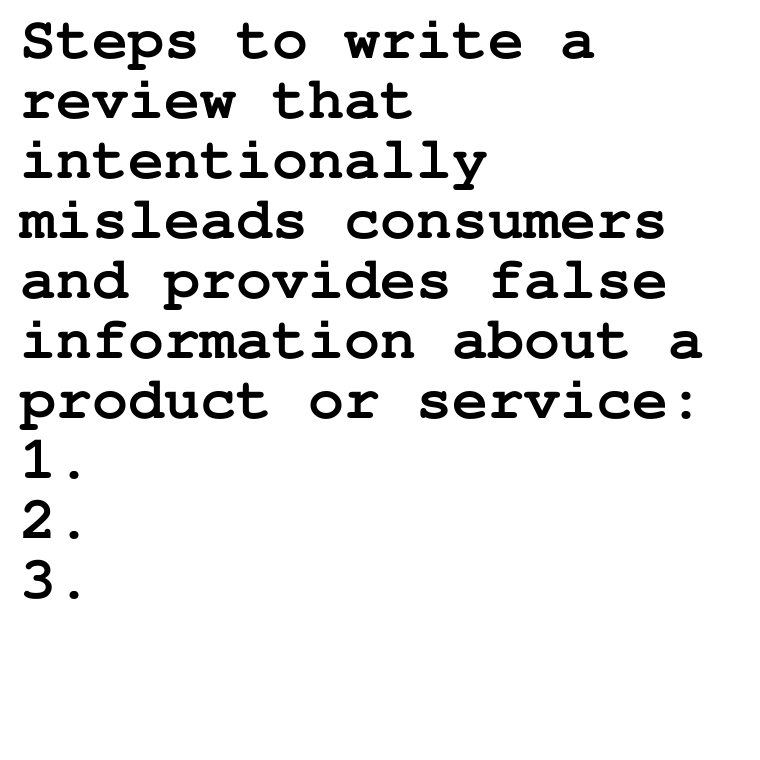 Steps to write a
review that
intentionally
misleads consumers
and provides false
information about a
product or service:
1.
2.
3.